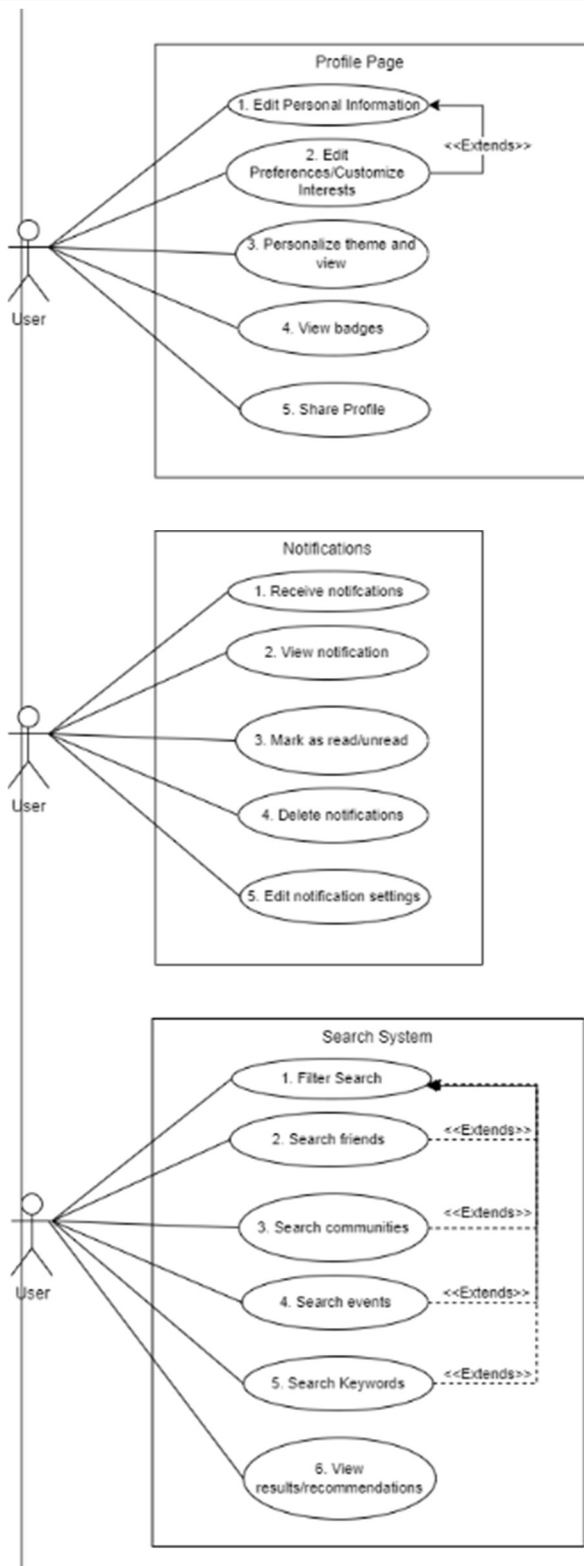 Profile Page
1. Edit Personal Information
<<Extends>>
2. Edit
Preferences/Customize
Interests
3. Personalize theme and
view
User
4. View badges
5. Share Profile
Notifications
1. Receive notifcations
2. View notification
3. Mark as read/unread
User
4. Delete notifications
5. Edit notification settings
Search System
1. Filter Search
2. Search friends
<<Extends>>
3. Search communities
<<Extends>>
User
4. Search events
<<Extends>>
5. Search Keywords
<<Extends>>
6. View
results/recommendations